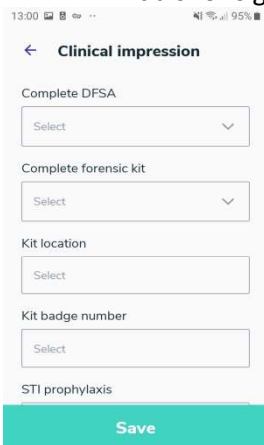 13:00 95%
← Clinical impression
Complete DFSA
Select
Complete forensic kit
Select
Kit location
Select
Kit badge number
Select
STI prophylaxis
Save